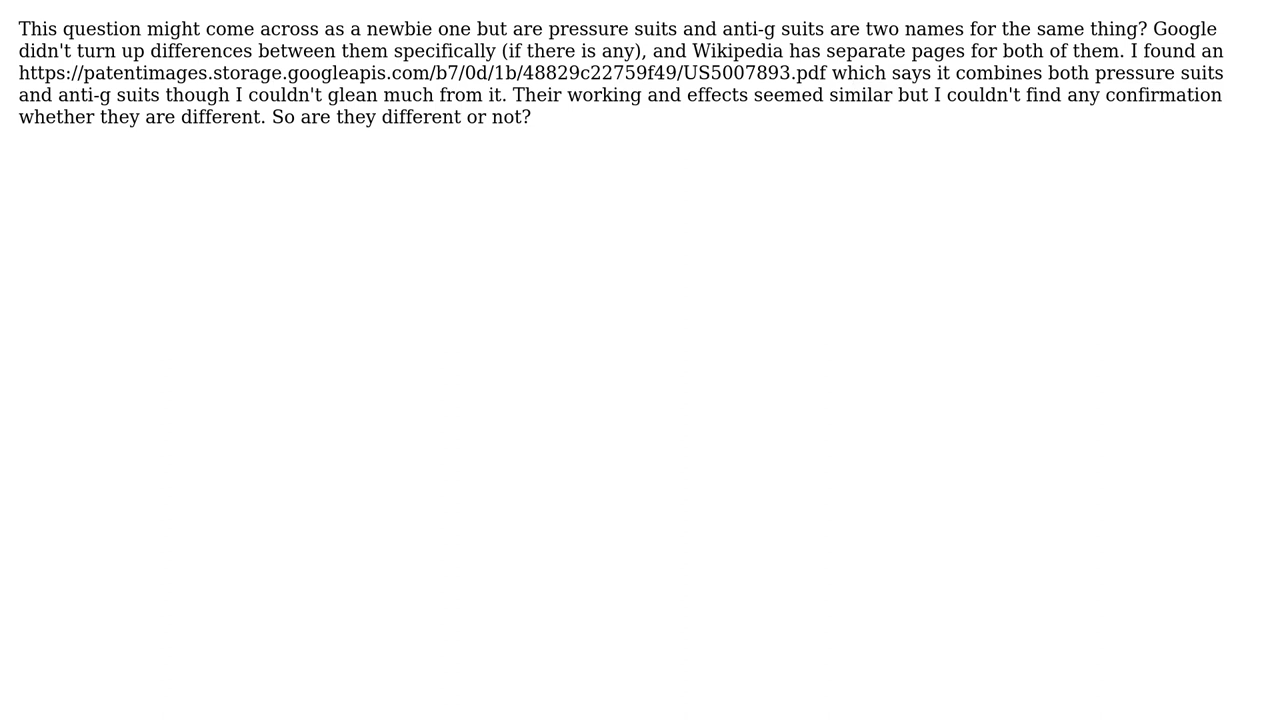 This question might come across as a newbie one but are pressure suits and anti-g suits are two names for the same thing? Google
didn't turn up differences between them specifically (if there is any), and Wikipedia has separate pages for both of them. I found an
https://patentimages.storage.googleapis.com/b7/0d/1b/48829c22759f49/US5007893.pdf which says it combines both pressure suits
and anti-g suits though I couldn't glean much from it. Their working and effects seemed similar but I couldn't find any confirmation
whether they are different. So are they different or not?